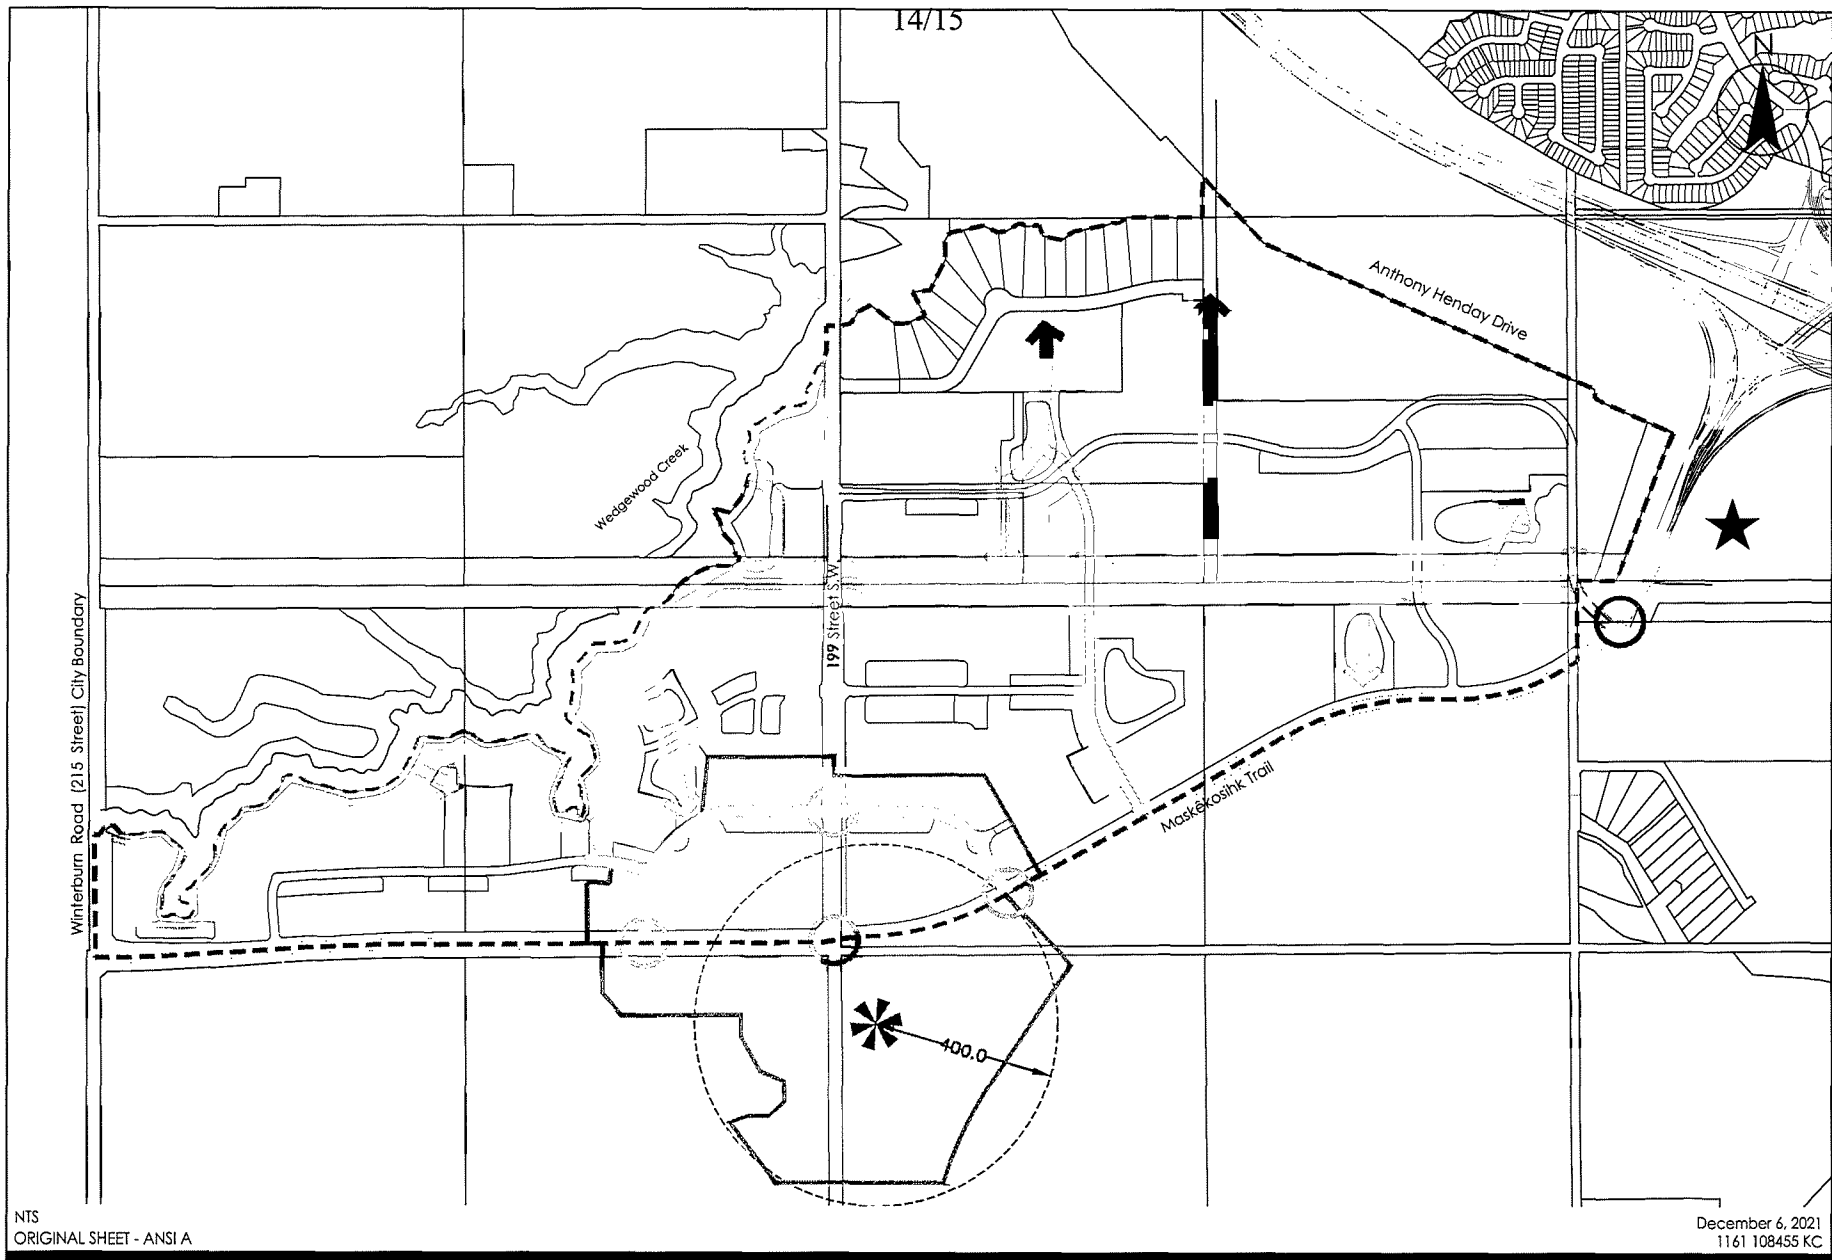 14/15
N
Anthony Henday Drive
Wedgewood Creek
199 Street S.W.
Winterburn Road (215 Street) City Boundary
Maskêkosihk Trail
400.0
NTS
ORIGINAL SHEET - ANSI A
December 6, 2021
1161 108455 KC